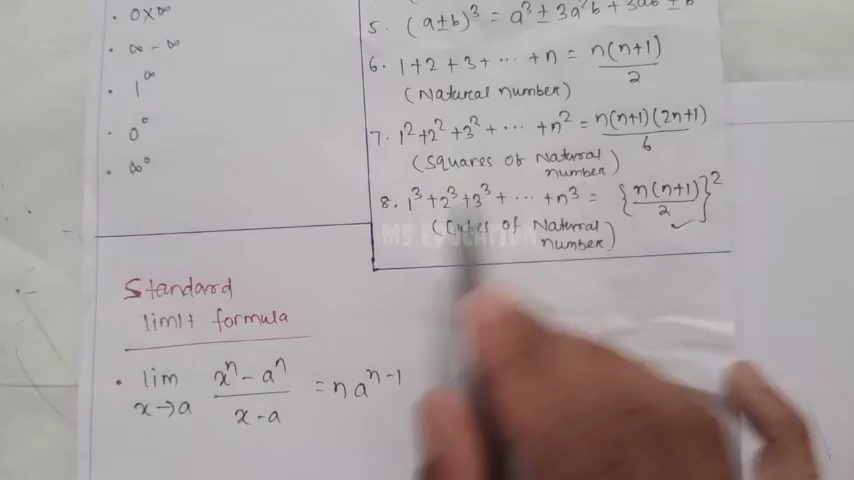 • 0×∞
• ∞ - ∞
• 1^∞
• 0^0
• ∞^0
5. (a±b)^3 = a^3 ± 3a^2b + 3ab ± b
6. 1+2+3+ ⋯ +n = n(n+1)/2
(Natural number)
7. 1^2+2^2+3^2+ ⋯ +n^2 = n(n+1)(2n+1)/6
(squares of Natural
number)
8. 1^3+2^3+3^3+ ⋯ +n^3 = {n(n+1)/2}^2
(Cubes of Natural
number)
MS EDUCATION
Standard
limit formula
• lim x→a (x^n - a^n)/(x-a) = na^(n-1)